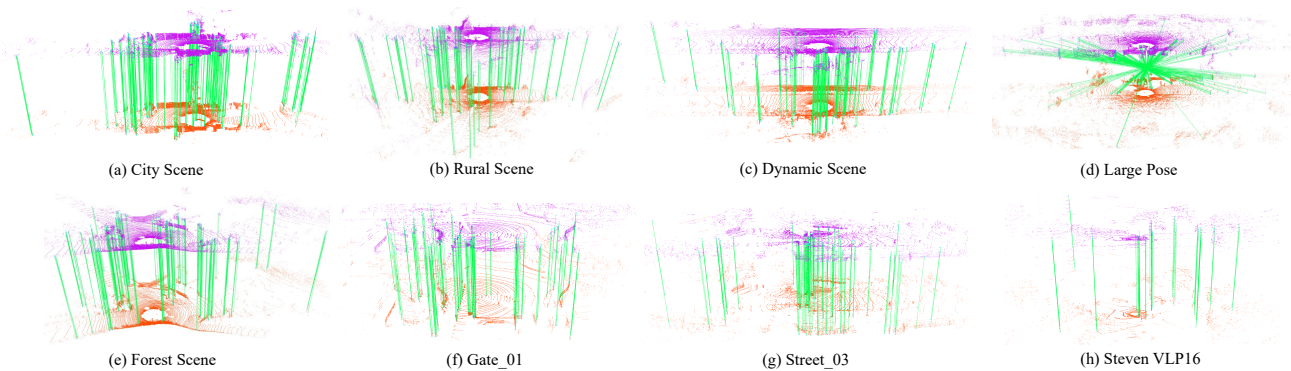 (a) City Scene
(b) Rural Scene
(c) Dynamic Scene
(d) Large Pose
(e) Forest Scene
(f) Gate_01
(g) Street_03
(h) Steven VLP16